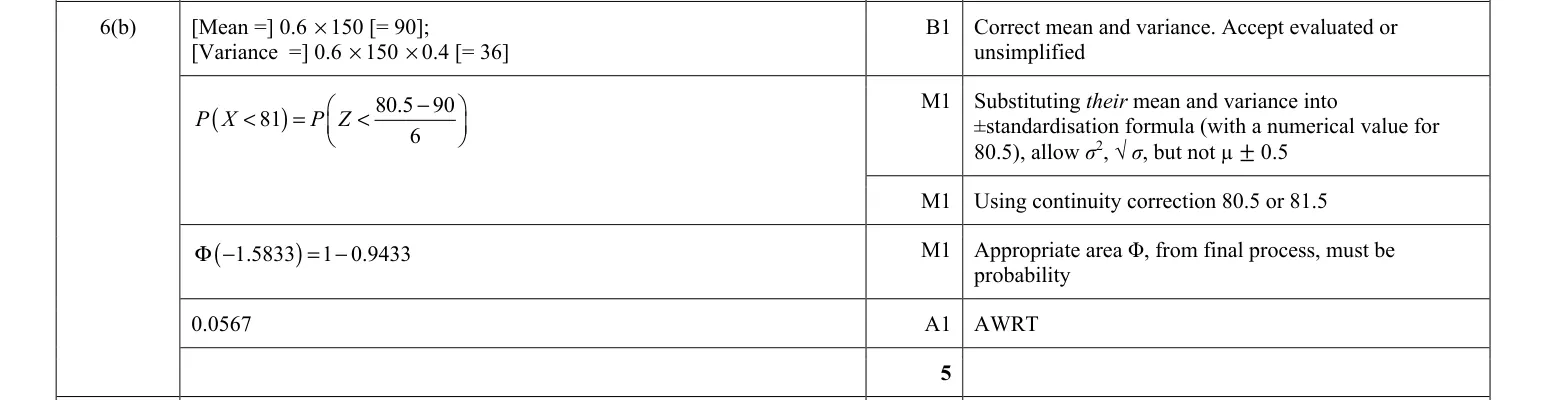 6(b)
[Mean =] 0.6 × 150 [= 90];
[Variance =] 0.6 × 150 × 0.4 [= 36]
B1
Correct mean and variance. Accept evaluated or
unsimplified
P(X < 81) = P(Z < (80.5 − 90)/6)
M1
Substituting their mean and variance into
±standardisation formula (with a numerical value for
80.5), allow σ², √σ, but not μ ± 0.5
M1
Using continuity correction 80.5 or 81.5
Φ(−1.5833) = 1 − 0.9433
M1
Appropriate area Φ, from final process, must be
probability
0.0567
A1
AWRT
5